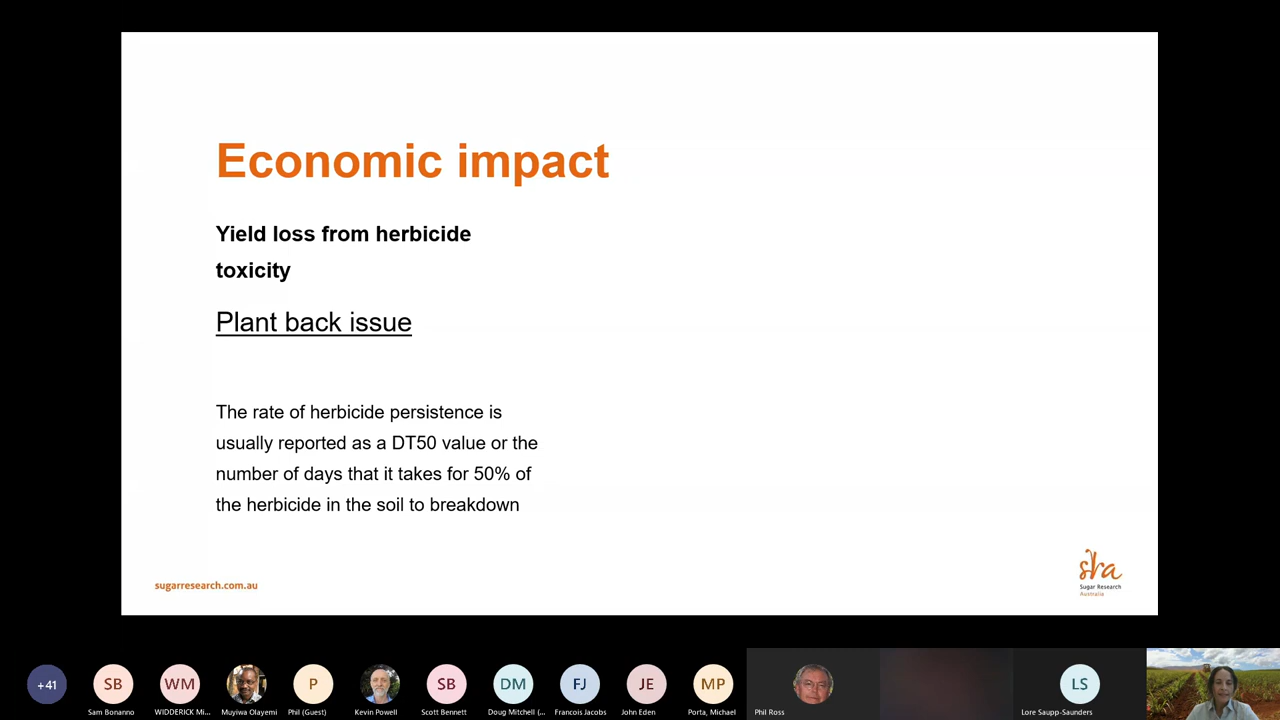 Economic impact
Yield loss from herbicide
toxicity
Plant back issue
The rate of herbicide persistence is
usually reported as a DT50 value or the
number of days that it takes for 50% of
the herbicide in the soil to breakdown
sugarresearch.com.au
sra
Sugar Research
Australia
+41
SB
WM
P
SB
DM
FJ
JE
MP
LS
Sam Bonanno
WIDDERICK Mi...
Muyiwa Olayemi
Phil (Guest)
Kevin Powell
Scott Bennett
Doug Mitchell (...
Francois Jacobs
John Eden
Porta, Michael
Phil Ross
Lore Saupp-Saunders